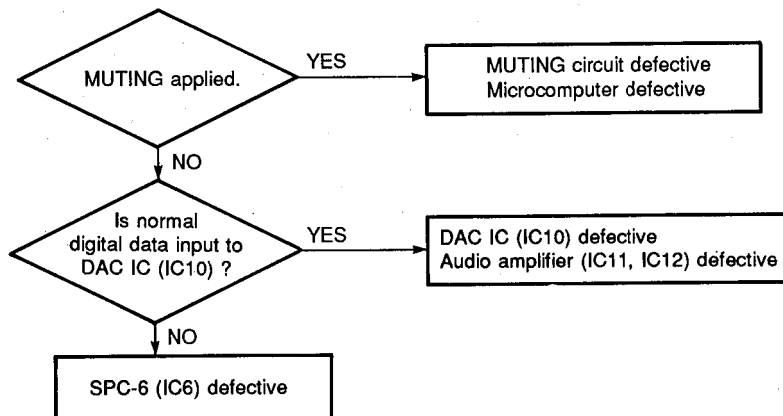 MUTING applied.
YES
MUTING circuit defective
Microcomputer defective
NO
Is normal
digital data input to
DAC IC (IC10) ?
YES
DAC IC (IC10) defective
Audio amplifier (IC11, IC12) defective
NO
SPC-6 (IC6) defective